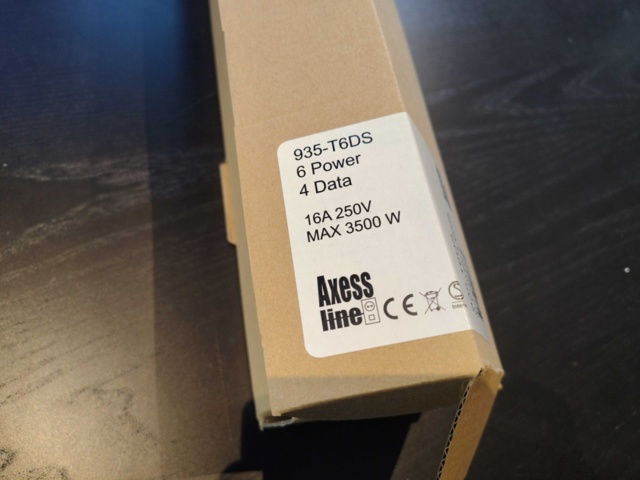 935-T6DS
6 Power
4 Data
16A 250V
MAX 3500 W
Axess
line
CE